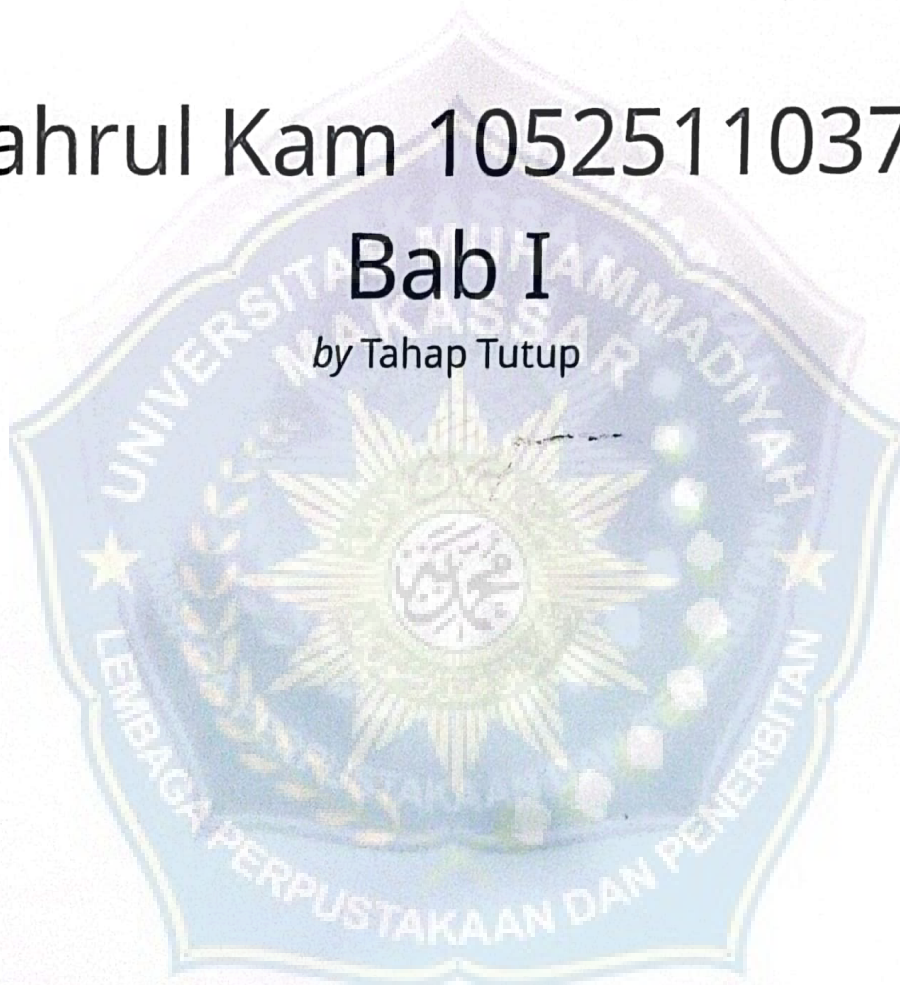 ahrul Kam 1052511037
Bab I
by Tahap Tutup
UNIVERSITAS MUHAMMADIYAH
MAKASSAR
LEMBAGA PERPUSTAKAAN DAN PENERBITAN